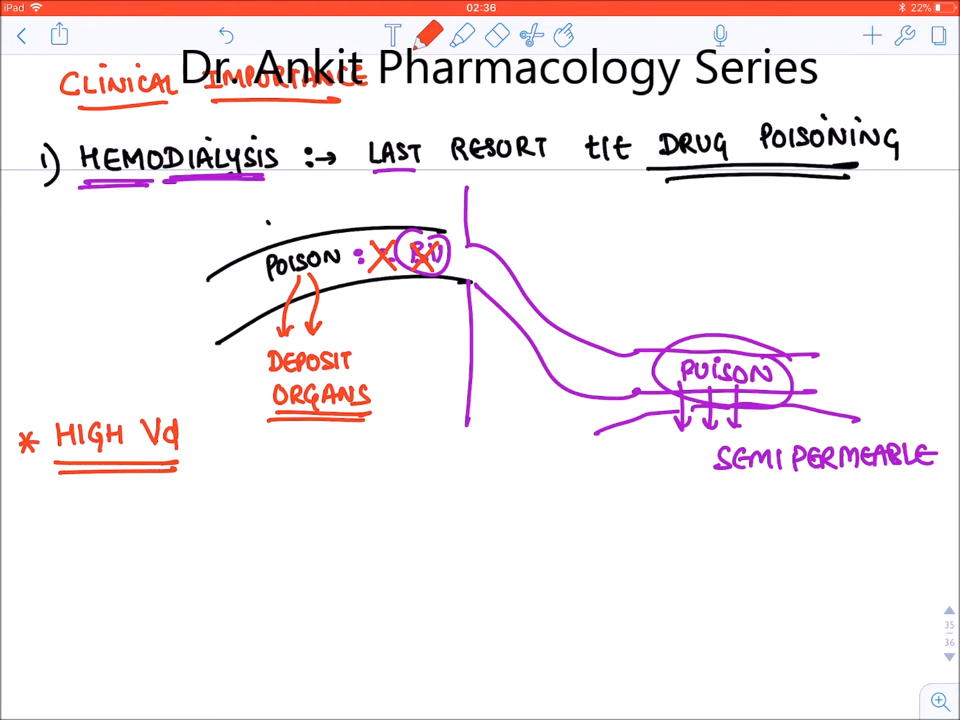 iPad 02:36 22%
T
Dr. Ankit Pharmacology Series
CLINICAL IMPORTANCE
1) HEMODIALYSIS :→ LAST RESORT t/t DRUG POISONING
POISON
DEPOSIT
ORGANS
* HIGH Vd
POISON
SEMI PERMEABLE
35
36